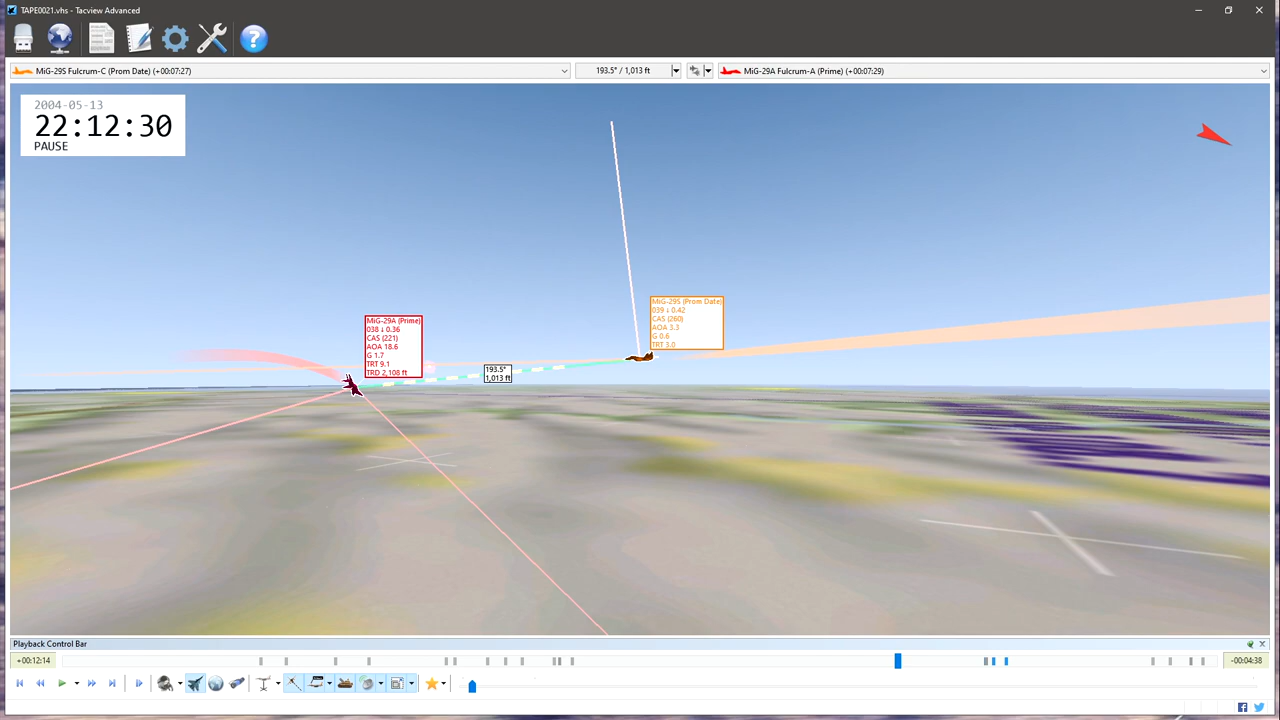 TAPE0021.vhs - Tacview Advanced
MiG-29S Fulcrum-C (Prom Date) (+00:07:27)
193.5° / 1,013 ft
MiG-29A Fulcrum-A (Prime) (+00:07:29)
2004-05-13
22:12:30
PAUSE
MiG-29S (Prom Date)
039 ↓ 0.42
CAS (260)
AOA 3.3
G 0.6
TRT 3.0
MiG-29A (Prime)
038 ↓ 0.36
CAS (221)
AOA 18.6
G 1.7
TRT 9.1
TRD 2,108 ft
193.5°
1,013 ft
Playback Control Bar
+00:12:14
-00:04:38